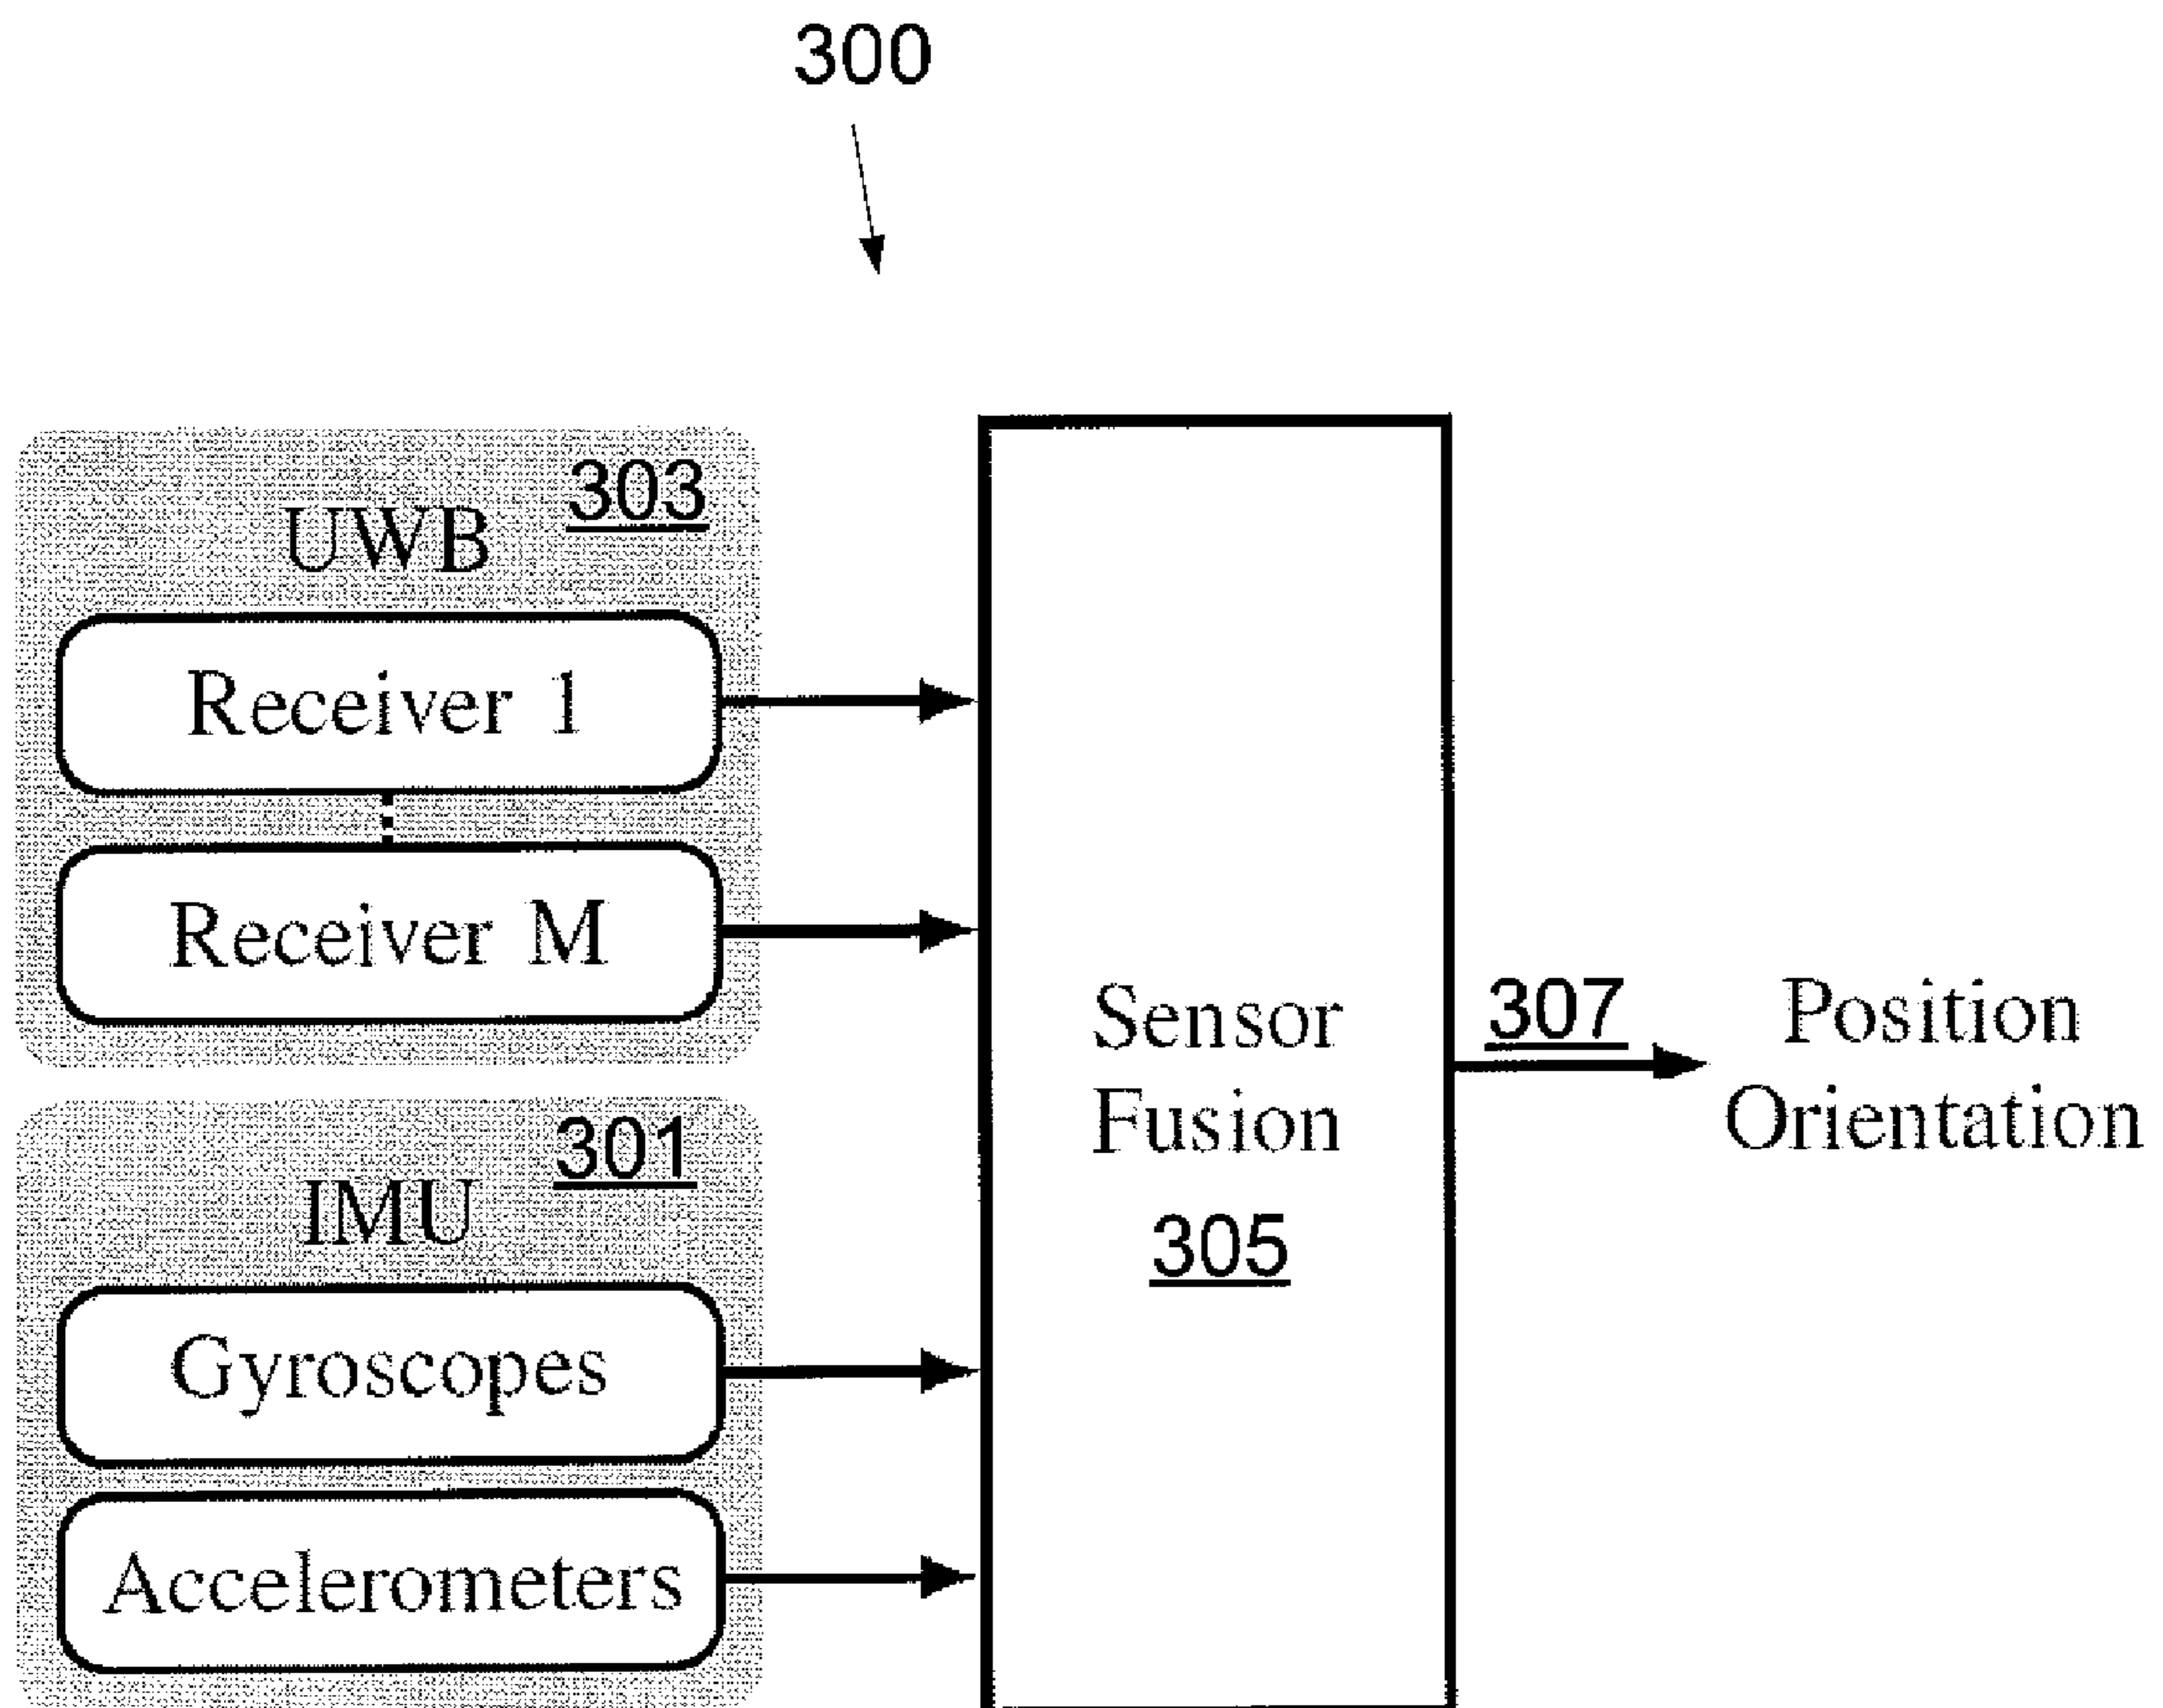 300
303
UWB
Receiver 1
Receiver M
301
IMU
Gyroscopes
Accelerometers
Sensor
Fusion
305
307
Position
Orientation